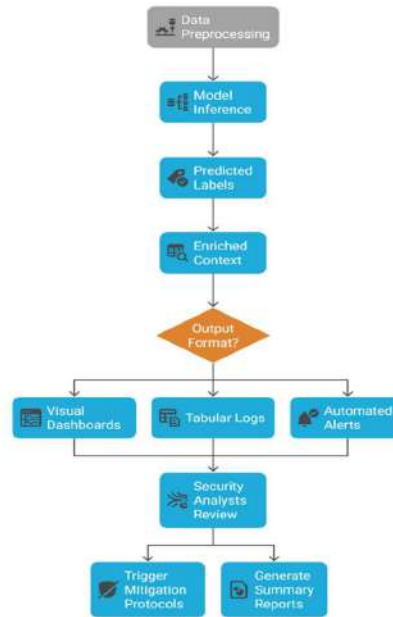 Data
Preprocessing
Model
Inference
Predicted
Labels
Enriched
Context
Output
Format?
Visual
Dashboards
Tabular Logs
Automated
Alerts
Security
Analysts
Review
Trigger
Mitigation
Protocols
Generate
Summary
Reports